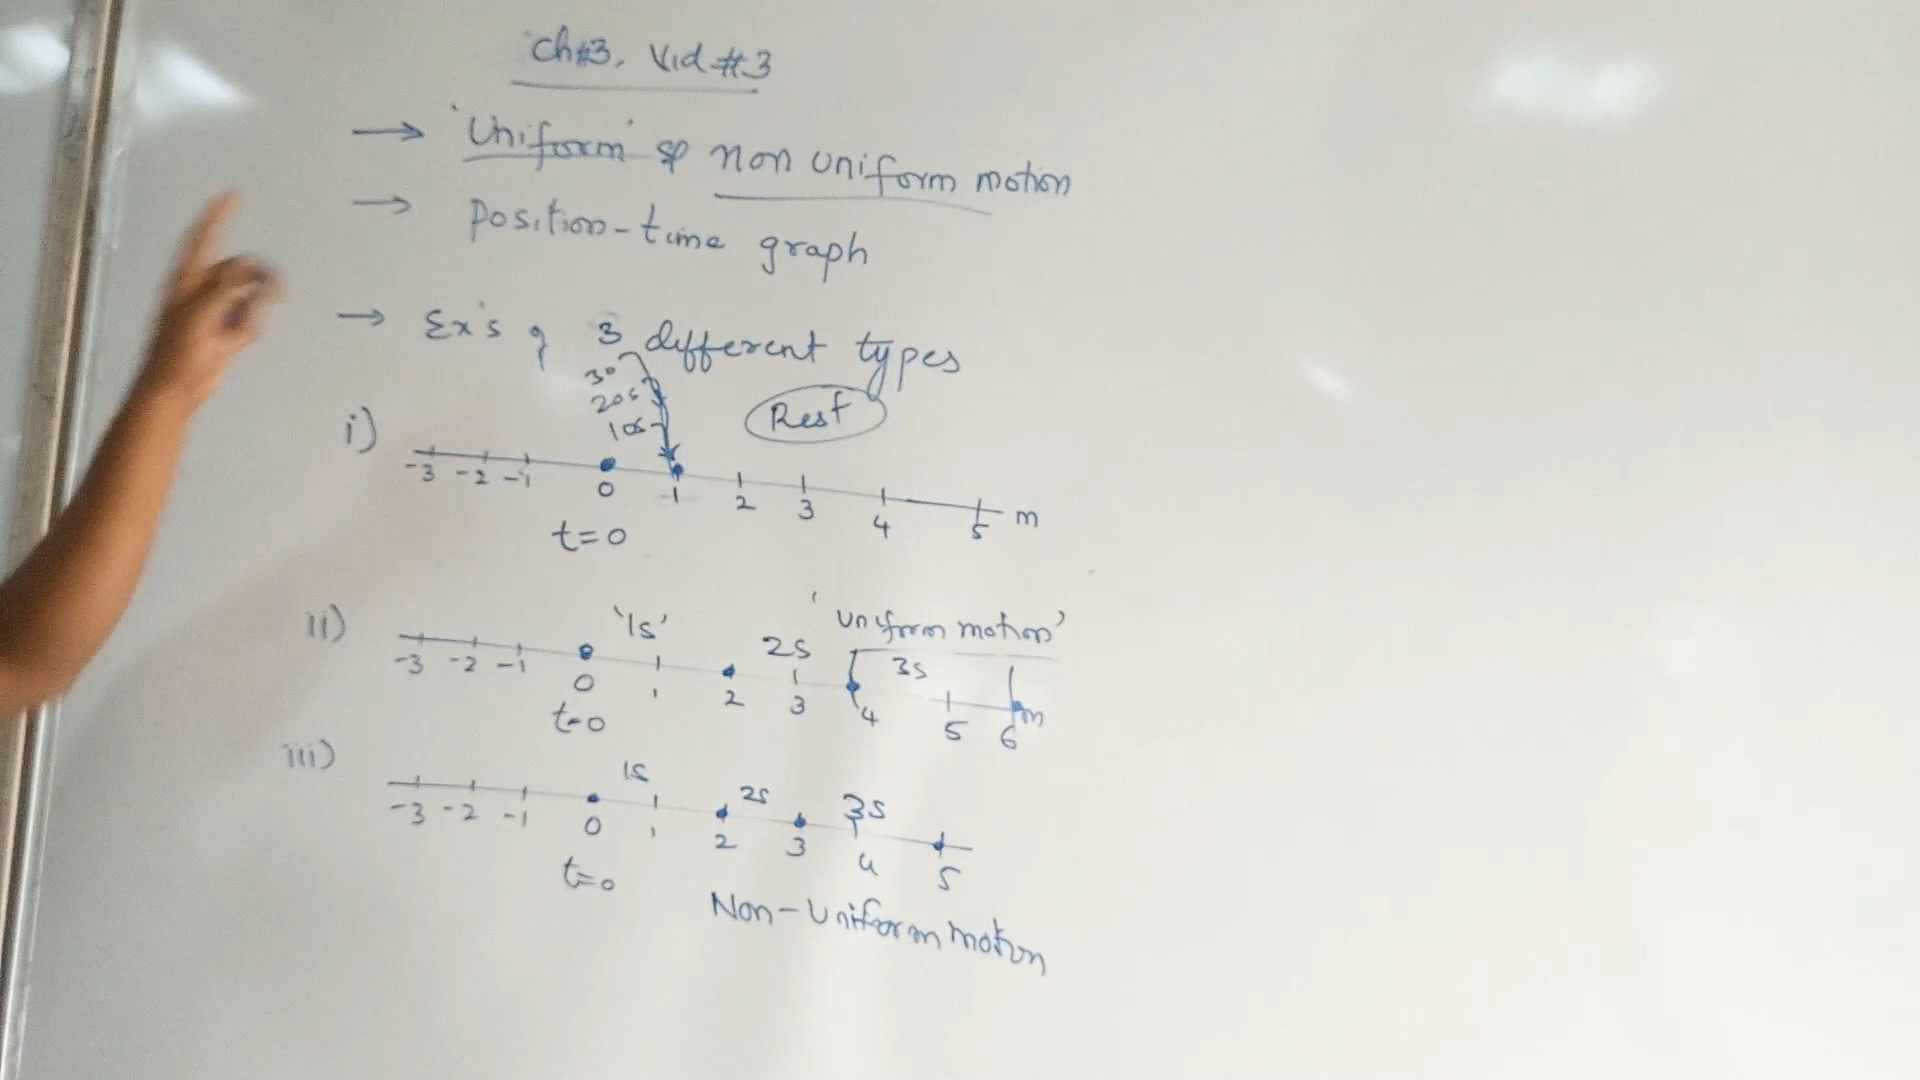 Ch#3, Vid #3
→ 'Uniform' & non uniform motion
→ Position-time graph
→ Ex's of 3 different types
30
20s
10s
Rest
i)
-3 -2 -1 0 1 2 3 4 5 m
t=0
ii)
'1s' 2s 'Uniform motion'
3s
-3 -2 -1 0 1 2 3 4 5 6 m
t=0
iii)
1s 2s 3s
-3 -2 -1 0 1 2 3 4 5
t=0
Non-Uniform motion